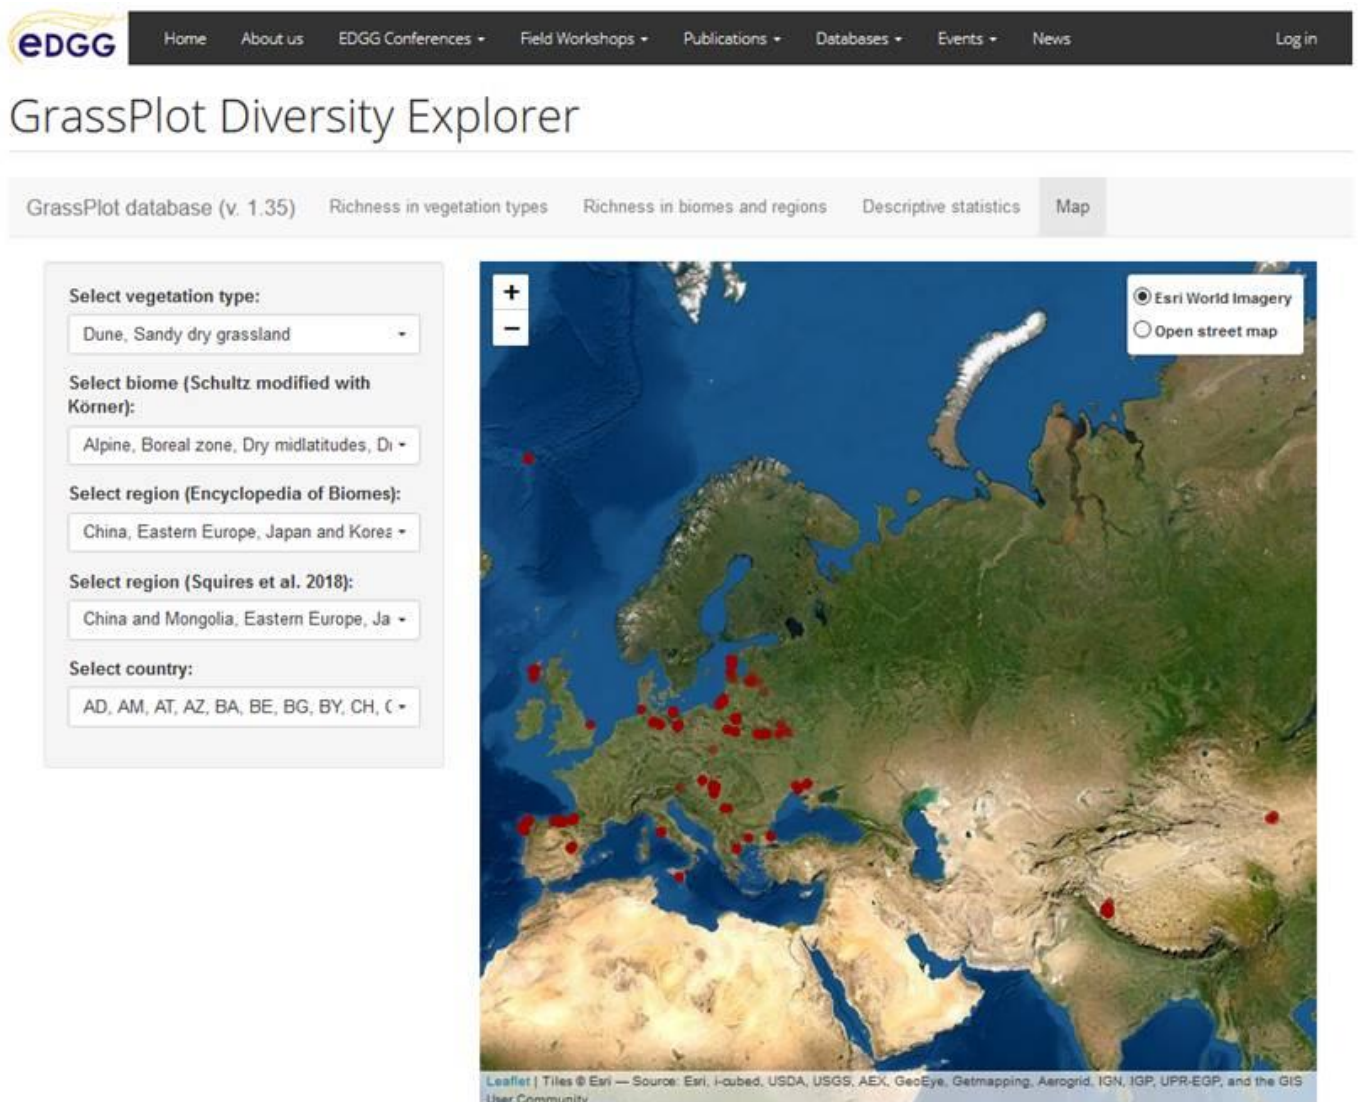 eDGG
Home About us EDGG Conferences Field Workshops Publications Databases Events News Log in
GrassPlot Diversity Explorer
GrassPlot database (v. 1.35) Richness in vegetation types Richness in biomes and regions Descriptive statistics Map
Select vegetation type:
Dune, Sandy dry grassland
Select biome (Schultz modified with
Körner):
Alpine, Boreal zone, Dry midlatitudes,
Select region (Encyclopedia of Biomes):
China, Eastern Europe, Japan and Korea
Select region (Squires et al. 2018):
China and Mongolia, Eastern Europe, Ja
Select country:
AD, AM, AT, AZ, BA, BE, BG, BY, CH,
+
−
Esri World Imagery
Open street map
Leaflet | Tiles © Esri — Source: Esri, i-cubed, USDA, USGS, AEX, GeoEye, Getmapping, Aerogrid, IGN, IGP, UPR-EGP, and the GIS
User Community